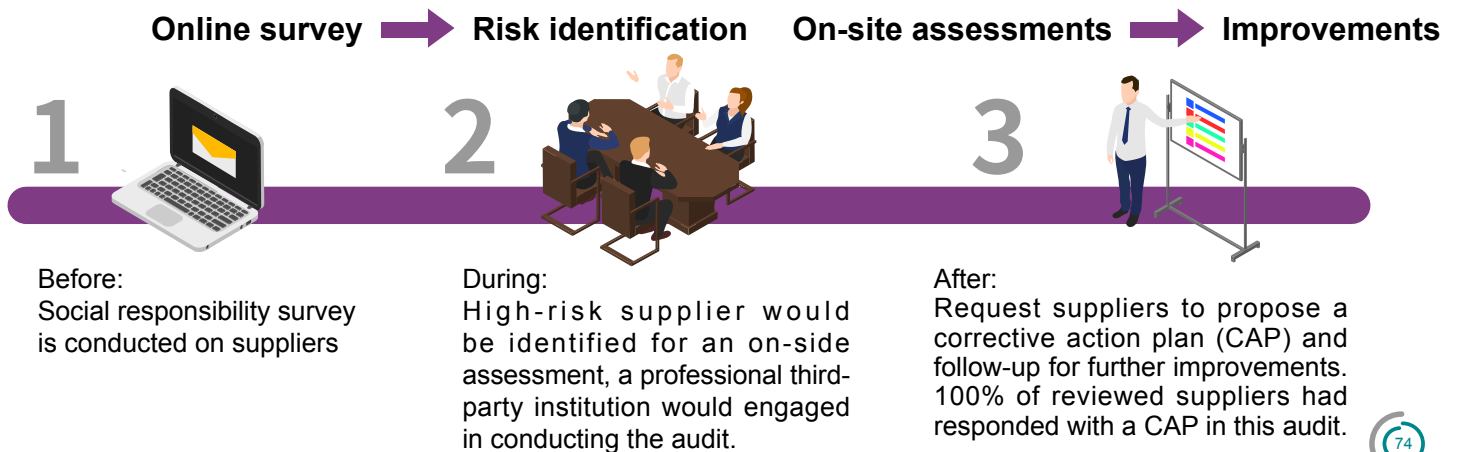 Online survey Risk identification On-site assessments Improvements
1
2
3
Before:
Social responsibility survey
is conducted on suppliers
During:
High-risk supplier would
be identified for an on-side
assessment, a professional third-
party institution would engaged
in conducting the audit.
After:
Request suppliers to propose a
corrective action plan (CAP) and
follow-up for further improvements.
100% of reviewed suppliers had
responded with a CAP in this audit.
74